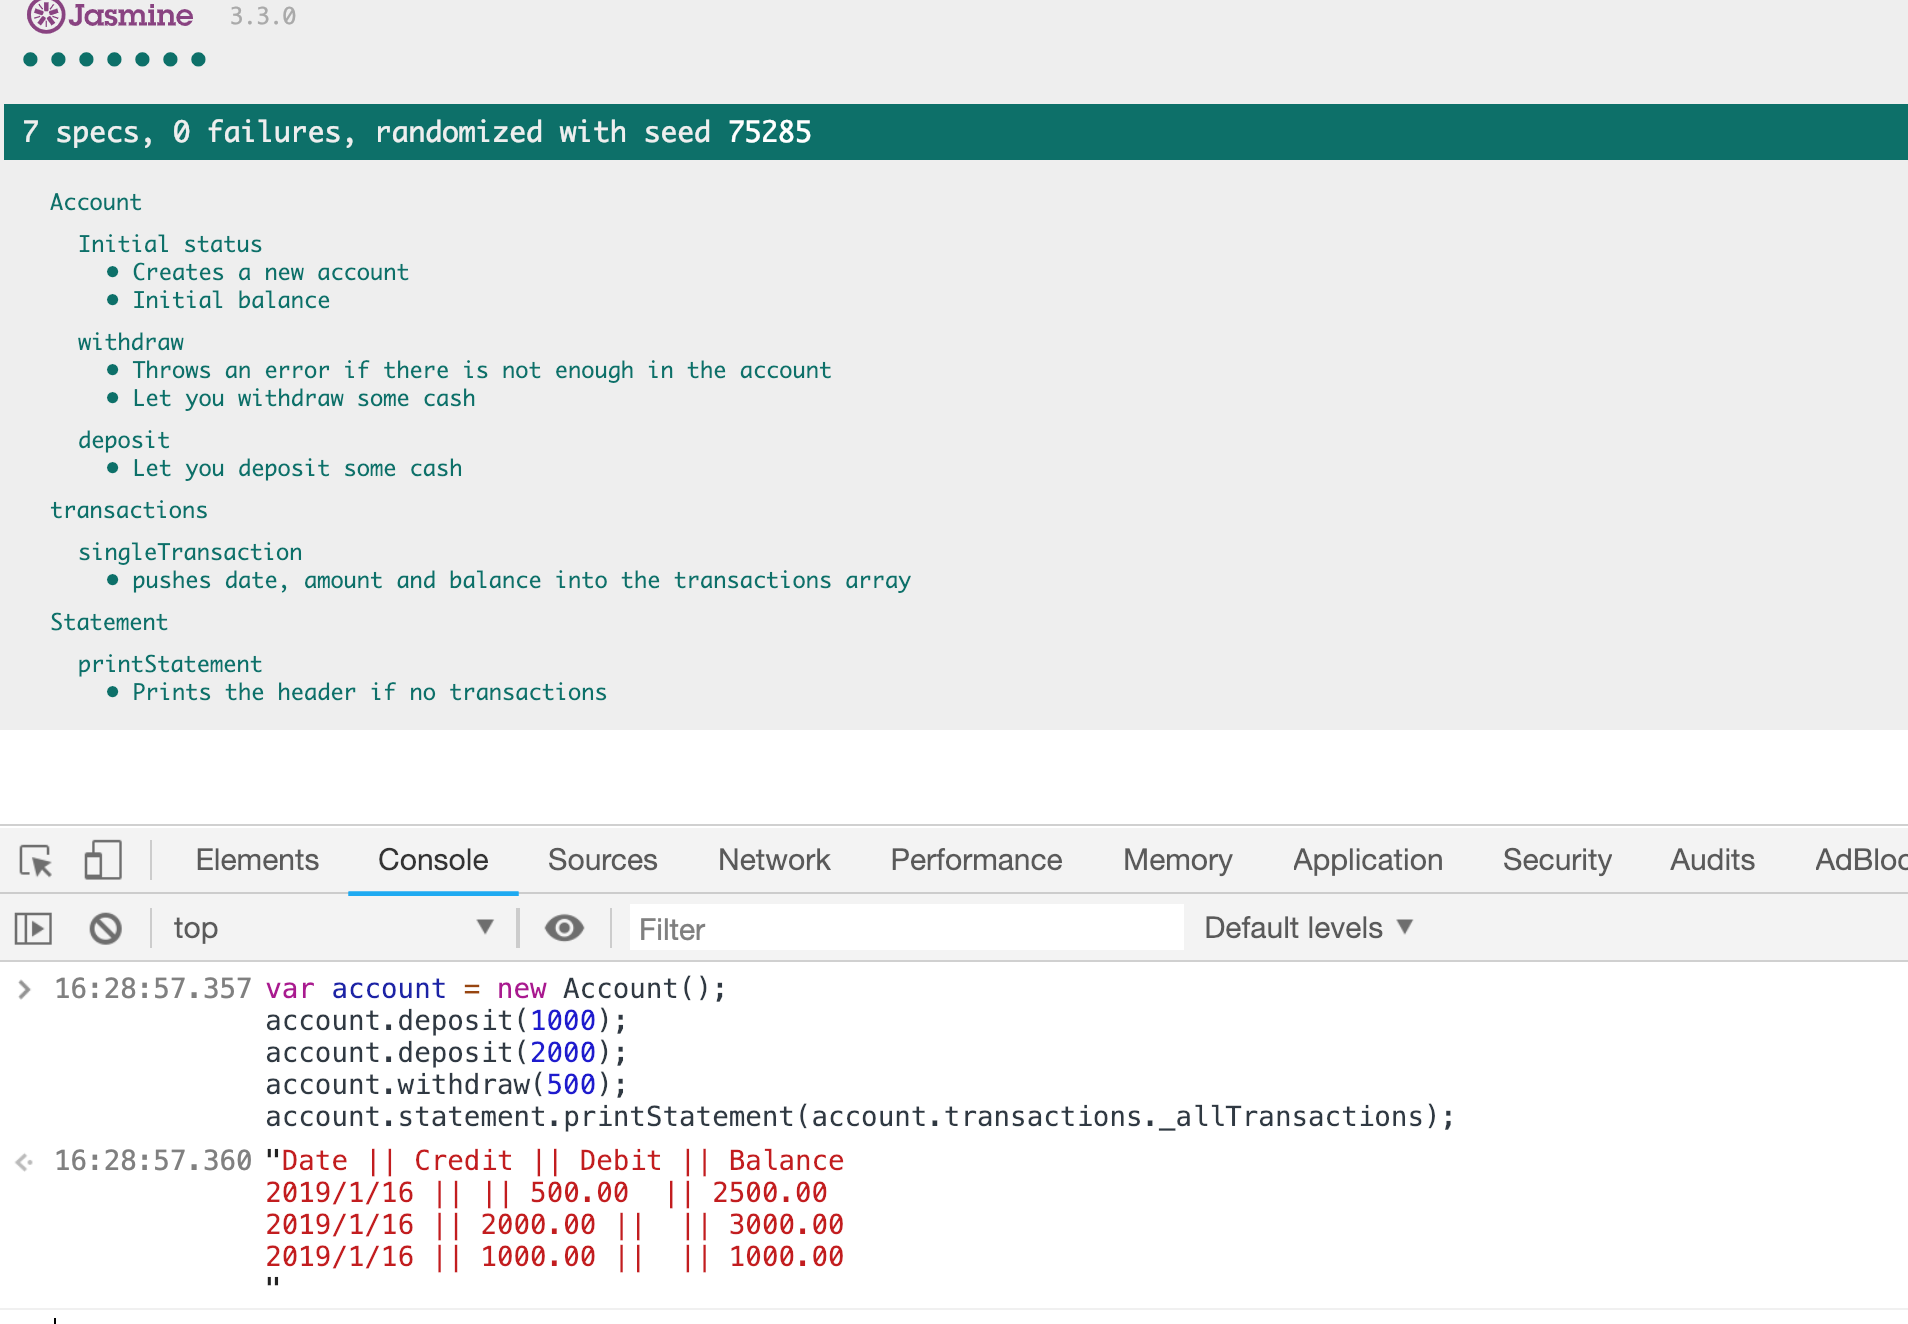 Jasmine 3.3.0
• • • • • • •
7 specs, 0 failures, randomized with seed 75285
Account
Initial status
• Creates a new account
• Initial balance
withdraw
• Throws an error if there is not enough in the account
• Let you withdraw some cash
deposit
• Let you deposit some cash
transactions
singleTransaction
• pushes date, amount and balance into the transactions array
Statement
printStatement
• Prints the header if no transactions
Elements Console Sources Network Performance Memory Application Security Audits AdBloc
top ▼ Filter Default levels ▼
> 16:28:57.357 var account = new Account();
account.deposit(1000);
account.deposit(2000);
account.withdraw(500);
account.statement.printStatement(account.transactions._allTransactions);
16:28:57.360 "Date || Credit || Debit || Balance
2019/1/16 || || 500.00  || 2500.00
2019/1/16 || 2000.00 ||  || 3000.00
2019/1/16 || 1000.00 ||  || 1000.00
"